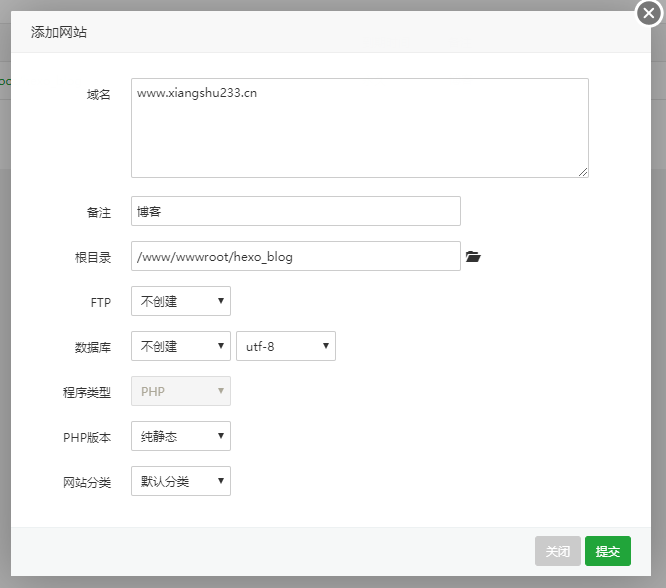 添加网站
域名 www.xiangshu233.cn
备注 博客
根目录 /www/wwwroot/hexo_blog
FTP 不创建
数据库 不创建 utf-8
程序类型 PHP
PHP版本 纯静态
网站分类 默认分类
关闭 提交